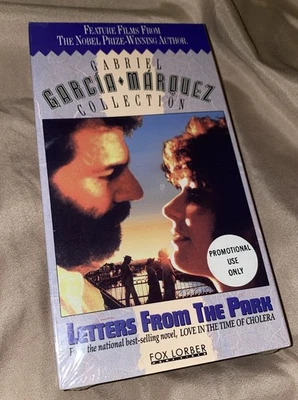 FEATURE FILMS FROM
THE NOBEL PRIZE-WINNING AUTHOR.
GABRIEL
GARCÍA • MÁRQUEZ
COLLECTION
PROMOTIONAL
USE
ONLY
LETTERS FROM THE PARK
the national best-selling novel, LOVE IN THE TIME OF CHOLERA
FOX LORBER